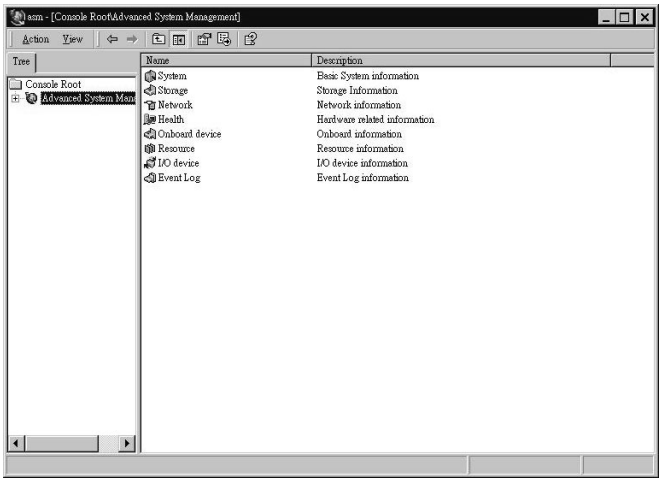 asm - [Console Root\Advanced System Management]
Action View
Tree
Console Root
Advanced System Mana
Name Description
System Basic System information
Storage Storage Information
Network Network information
Health Hardware related information
Onboard device Onboard information
Resource Resource information
I/O device I/O device information
Event Log Event Log information